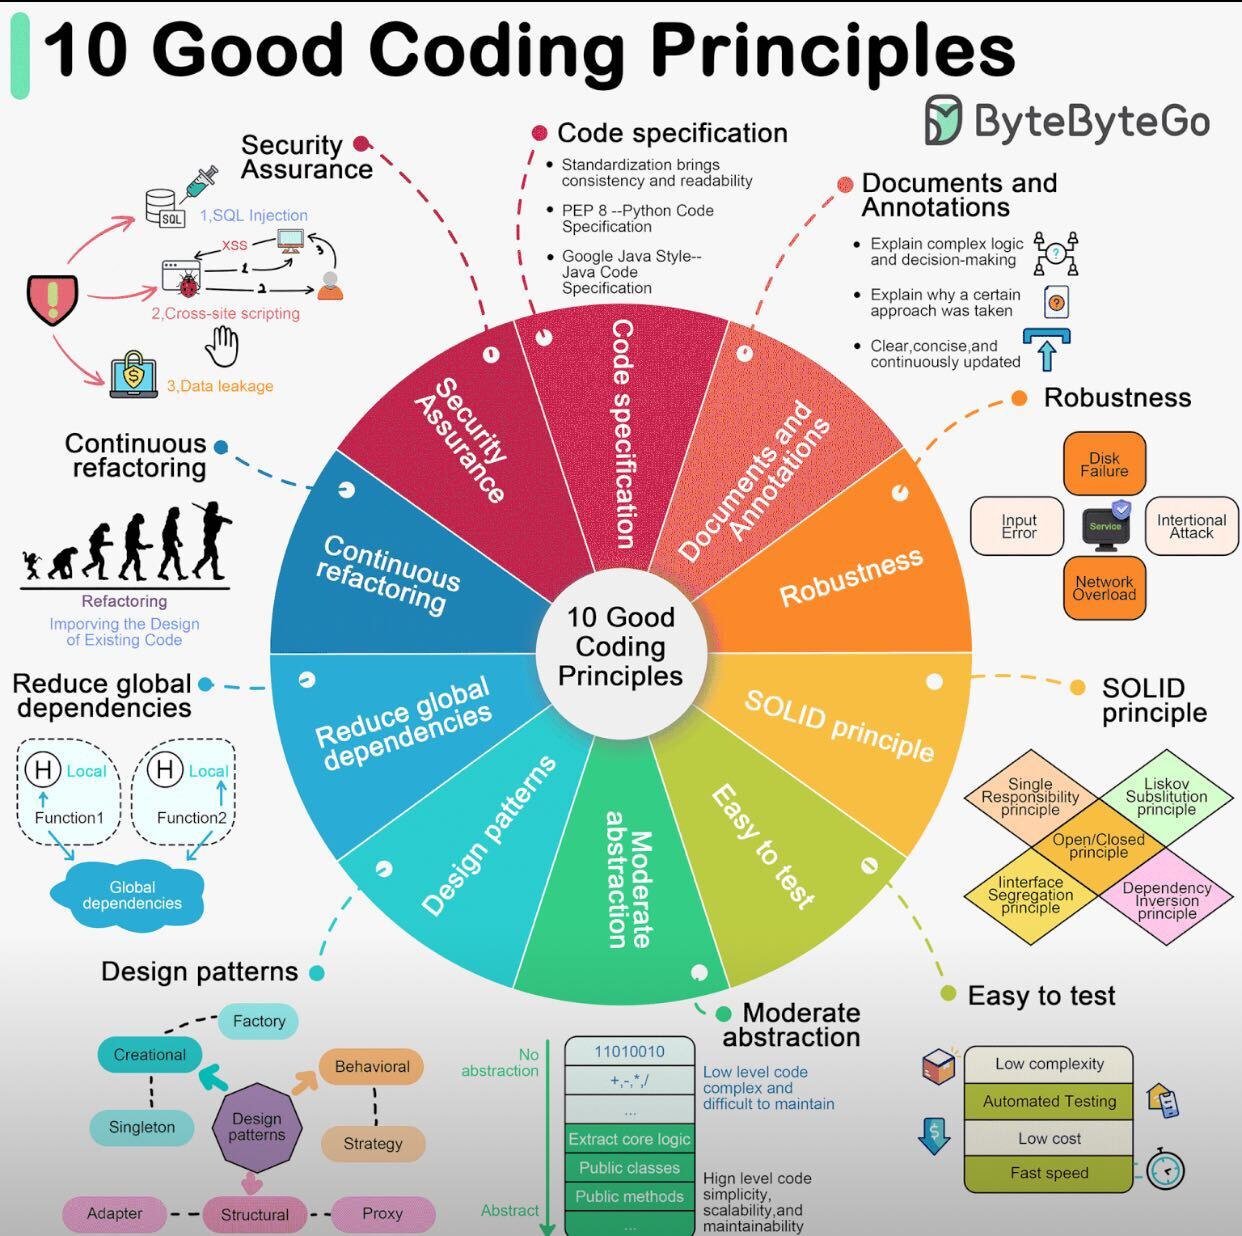 10 Good Coding Principles
ByteByteGo
Security
Assurance
SQL
1,SQL Injection
XSS
1
2
3
2,Cross-site scripting
3,Data leakage
Code specification
• Standardization brings
consistency and readability
• PEP 8 --Python Code
Specification
• Google Java Style--
Java Code
Specification
Documents and
Annotations
• Explain complex logic
and decision-making
• Explain why a certain
approach was taken
• Clear,concise,and
continuously updated
Robustness
Disk
Failure
Input
Error
Service
Intertional
Attack
Network
Overload
SOLID
principle
Single
Responsibility
principle
Liskov
Subslitution
principle
Open/Closed
principle
Iinterface
Segregation
principle
Dependency
Inversion
principle
Easy to test
Low complexity
Automated Testing
Low cost
Fast speed
Moderate
abstraction
No
abstraction
Abstract
11010010
+,-,*,/
...
Extract core logic
Public classes
Public methods
...
Low level code
complex and
difficult to maintain
Hign level code
simplicity,
scalability,and
maintainability
Design patterns
Factory
Creational
Singleton
Behavioral
Strategy
Design
patterns
Adapter
Structural
Proxy
Reduce global
dependencies
H Local
Function1
H Local
Function2
Global
dependencies
Continuous
refactoring
Refactoring
Imporving the Design
of Existing Code
10 Good
Coding
Principles
Security
Assurance
Code specification
Documents and
Annotations
Robustness
SOLID principle
Easy to test
Moderate
abstraction
Design patterns
Reduce global
dependencies
Continuous
refactoring